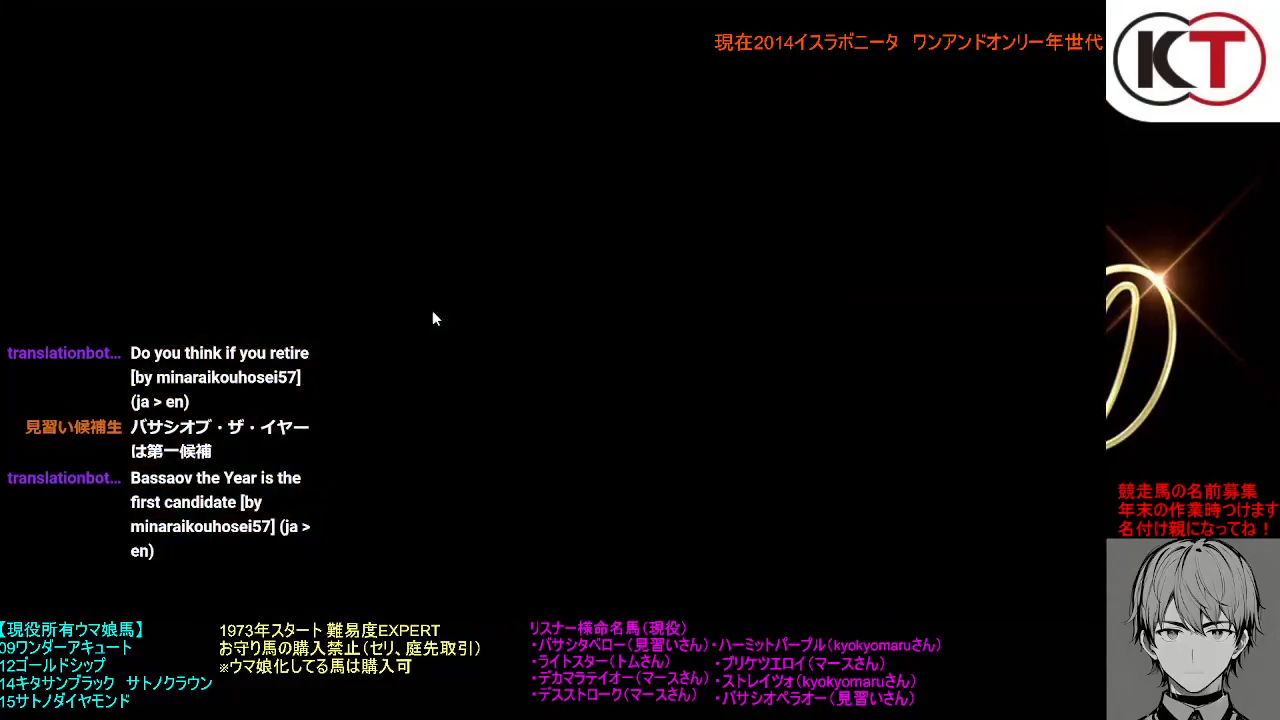 現在2014イスラボニータ　ワンアンドオンリー年世代
KT
translationbot... Do you think if you retire
[by minaraikouhosei57]
(ja > en)
見習い候補生 バサシオブ・ザ・イヤー
は第一候補
translationbot... Bassaov the Year is the
first candidate [by
minaraikouhosei57] (ja >
en)
競走馬の名前募集
年末の作業時つけます
名付け親になってね！
【現役所有ウマ娘馬】
09ワンダーアキュート
12ゴールドシップ
14キタサンブラック　サトノクラウン
15サトノダイヤモンド
1973年スタート 難易度EXPERT
お守り馬の購入禁止（セリ、庭先取引）
※ウマ娘化してる馬は購入可
リスナー様命名馬（現役）
・バサシタベロー（見習いさん）・ハーミットパープル（kyokyomaruさん）
・ライトスター（トムさん）　・ブリケツエロイ（マースさん）
・デカマラテイオー（マースさん）・ストレイツォ（kyokyomaruさん）
・デスストローク（マースさん）　・バサシオペラオー（見習いさん）